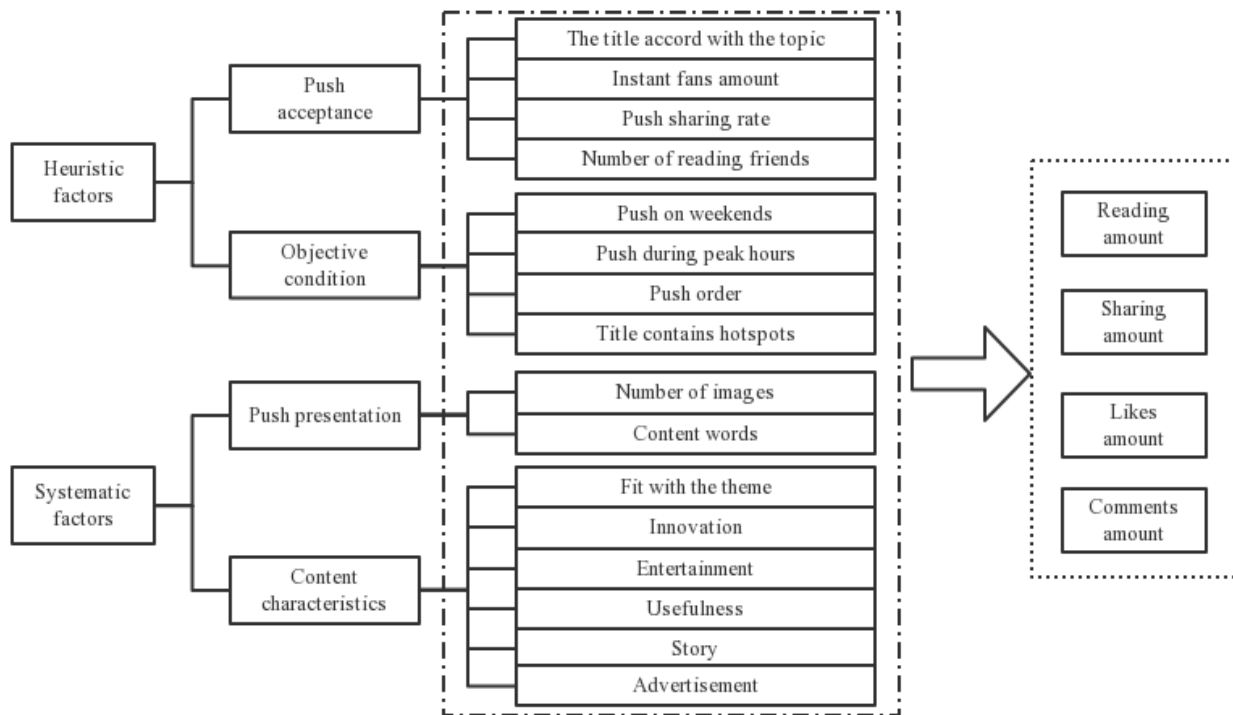 Heuristic
factors
Push
acceptance
The title accord with the topic
Instant fans amount
Push sharing rate
Number of reading friends
Objective
condition
Push on weekends
Push during peak hours
Push order
Title contains hotspots
Systematic
factors
Push presentation
Number of images
Content words
Content
characteristics
Fit with the theme
Innovation
Entertainment
Usefulness
Story
Advertisement
Reading
amount
Sharing
amount
Likes
amount
Comments
amount